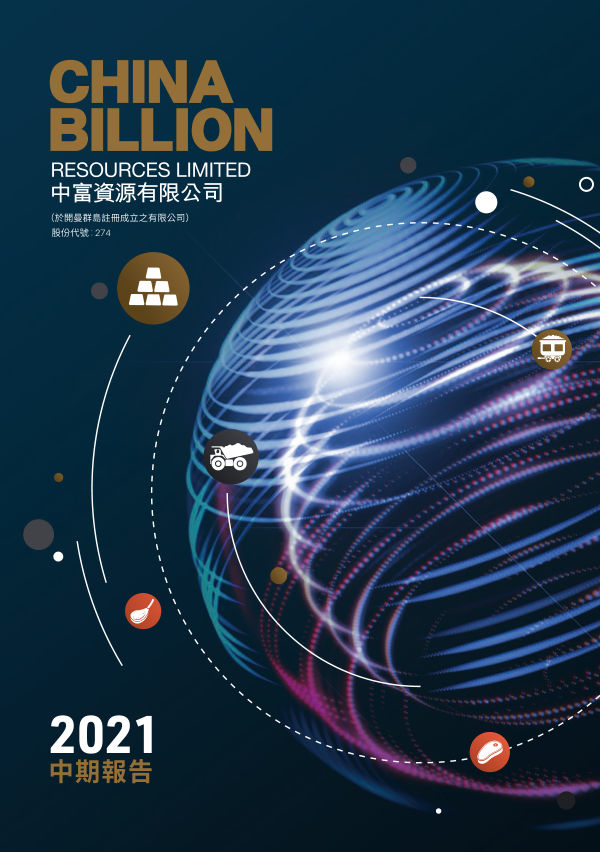 CHINA
BILLION
RESOURCES LIMITED
中富資源有限公司
(於開曼群島註冊成立之有限公司)
股份代號 : 274
2021
中期報告